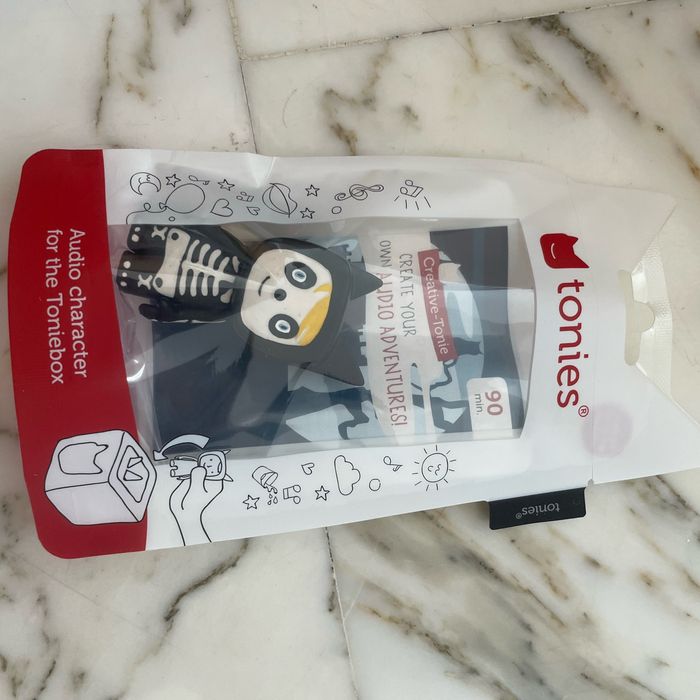 tonies®
90
min.
Creative-Tonie
CREATE YOUR
OWN AUDIO ADVENTURES!
Audio character
for the Toniebox
tonies®